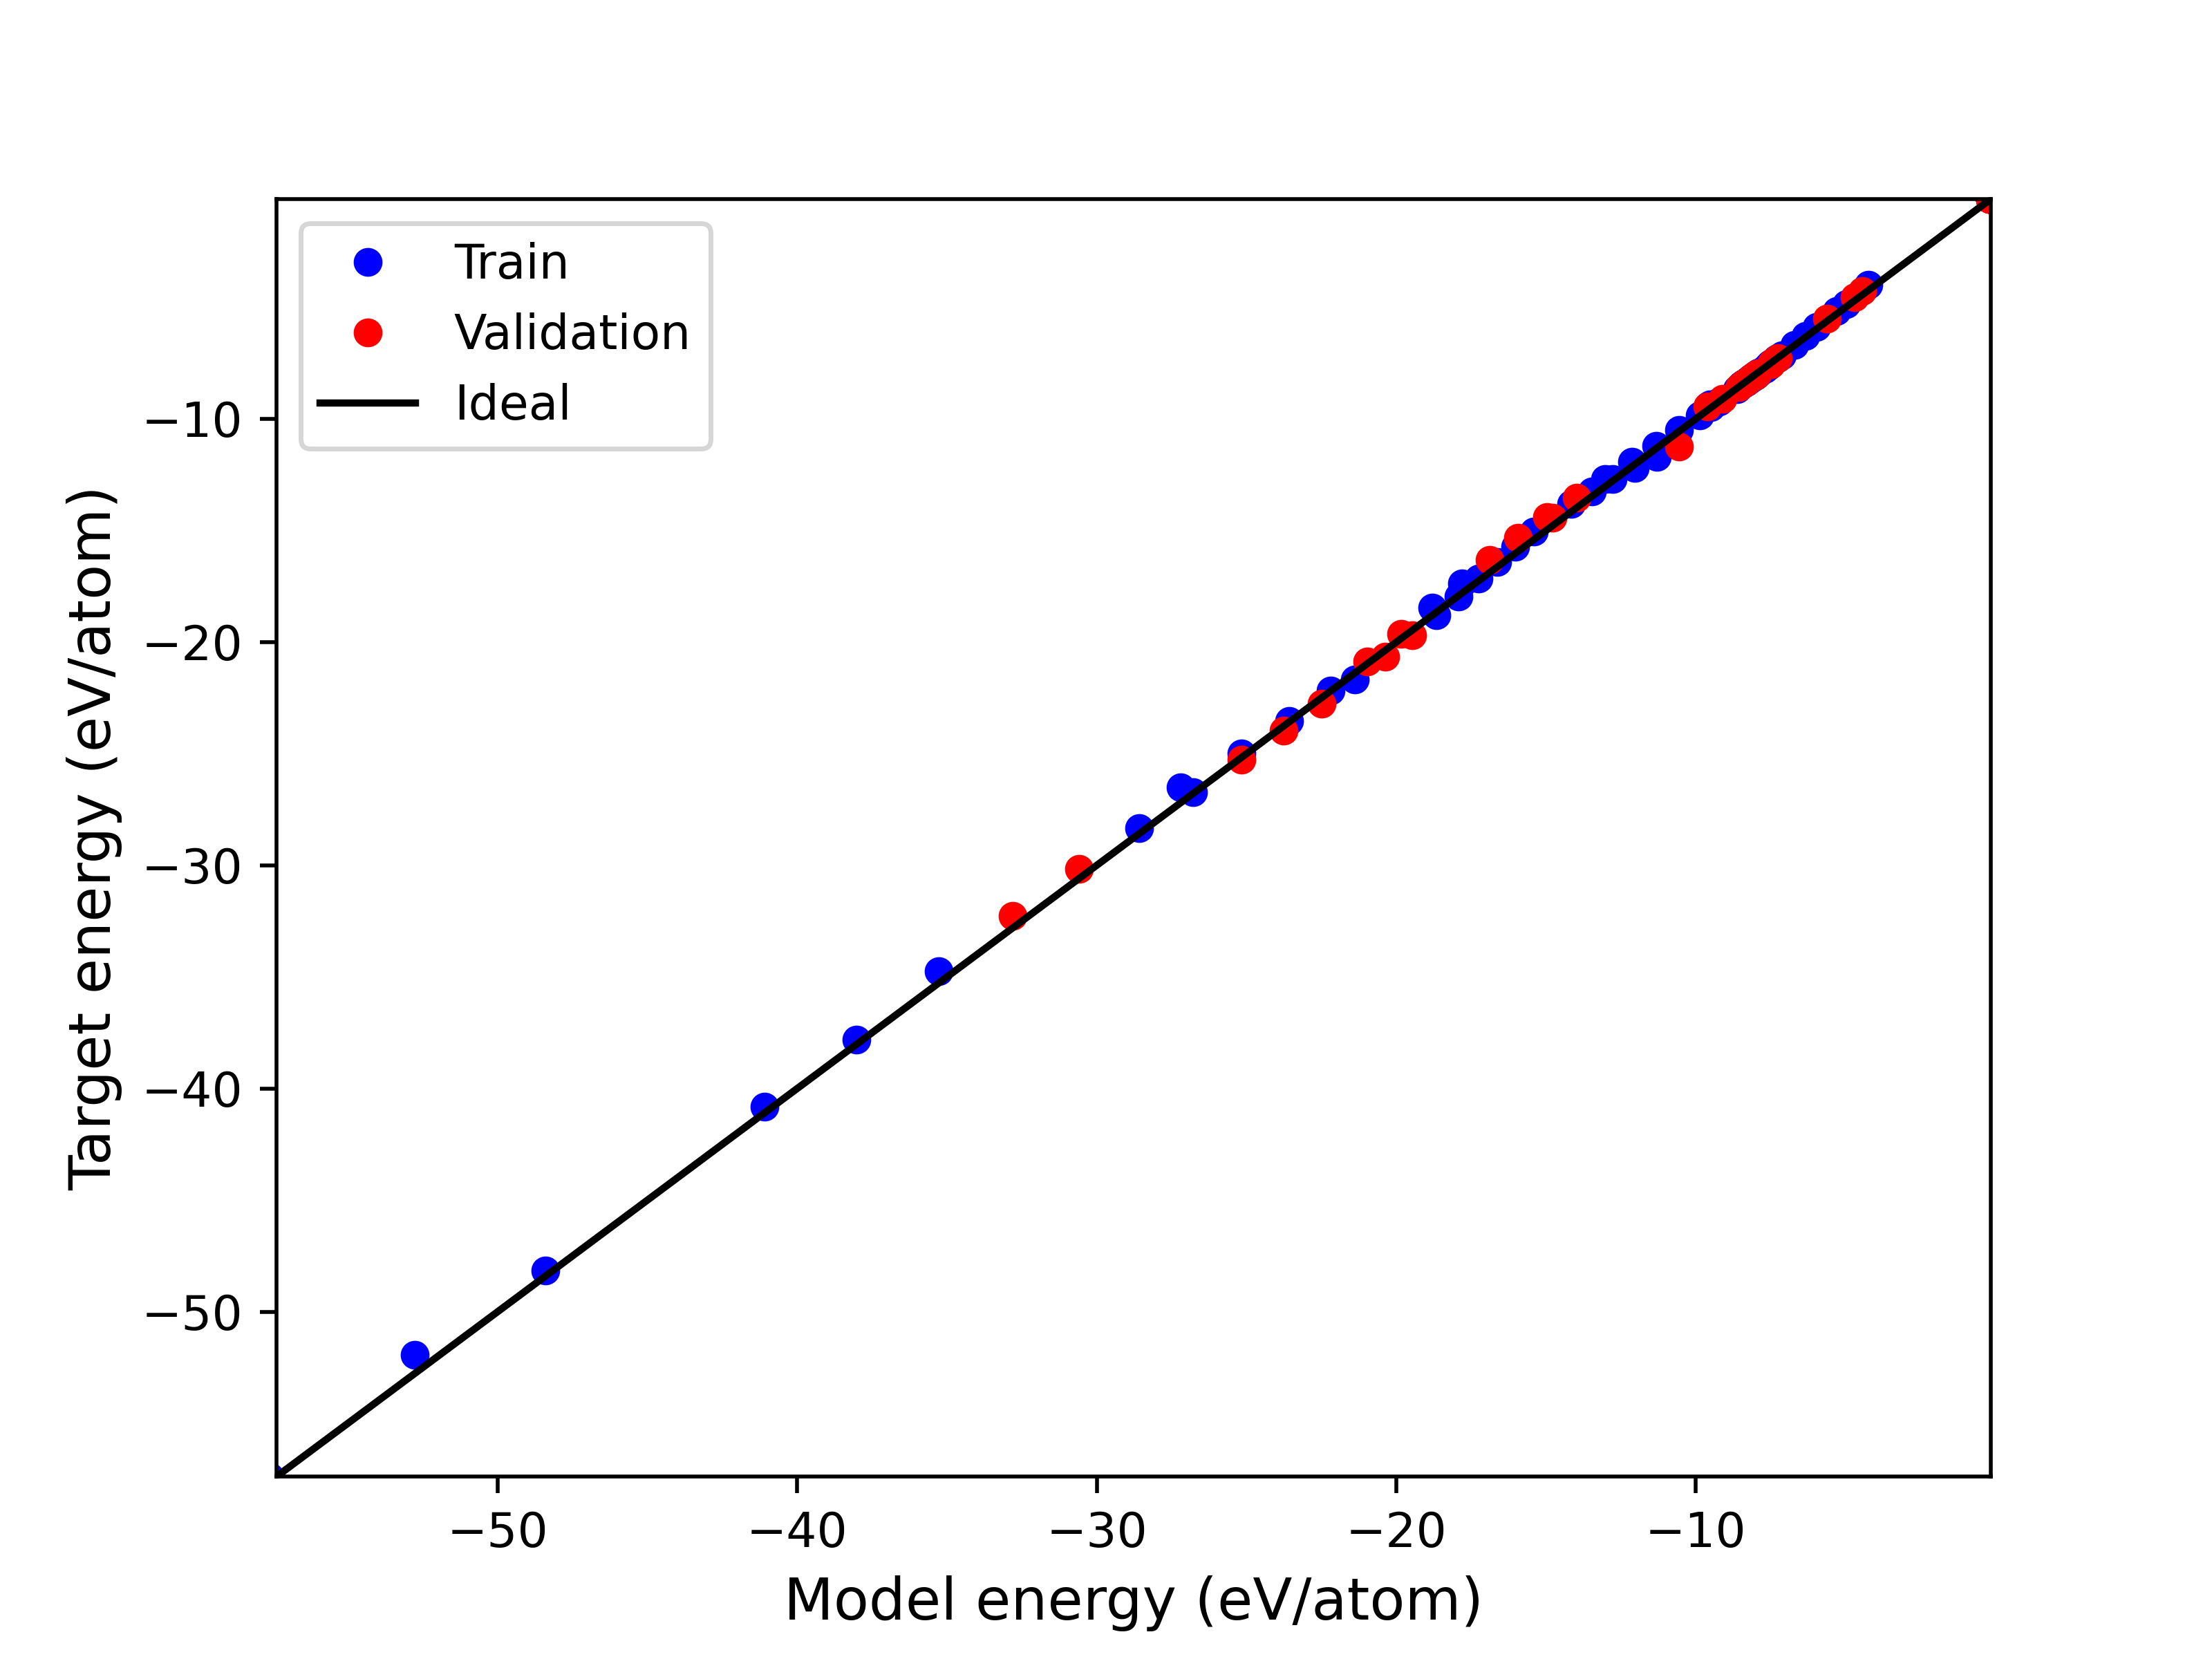 Train
Validation
Ideal
−10
−20
−30
−40
−50
Target energy (eV/atom)
−50 −40 −30 −20 −10
Model energy (eV/atom)